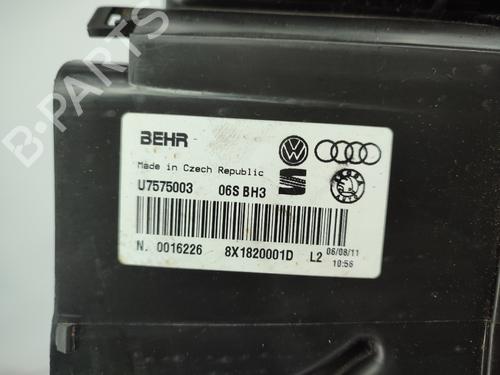 BEHR
Made in Czech Republic
U7575003 06S BH3
N. 0016226 8X1820001D L2 06/08/11
10:56
B-PARTS